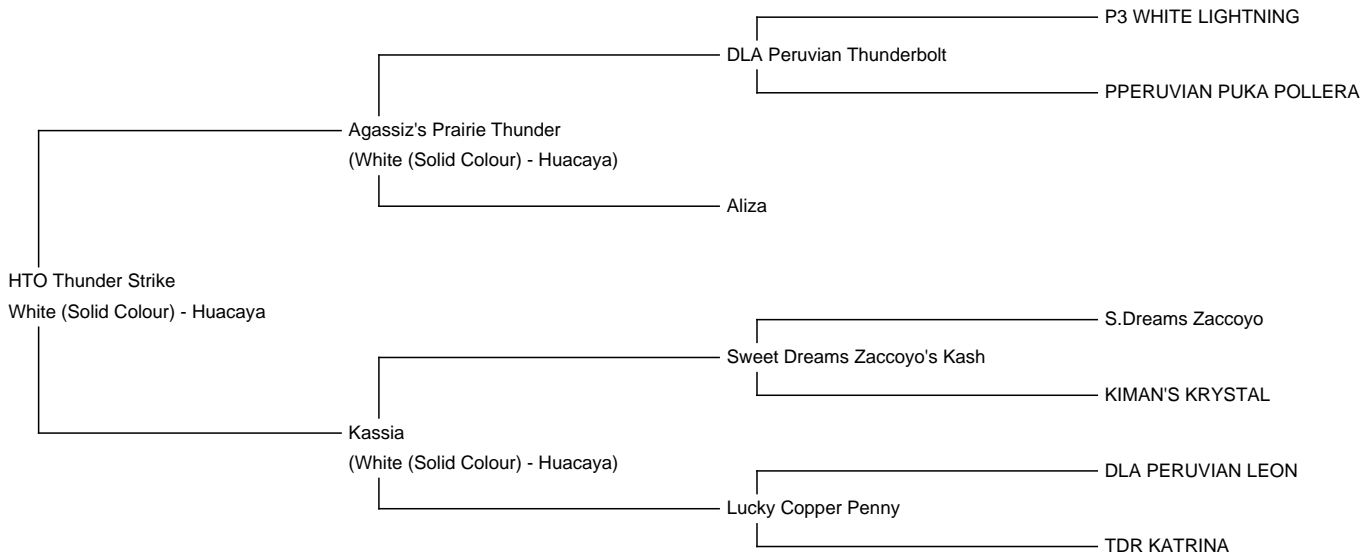 P3 WHITE LIGHTNING
DLA Peruvian Thunderbolt
PPERUVIAN PUKA POLLERA
Agassiz's Prairie Thunder
(White (Solid Colour) - Huacaya)
Aliza
HTO Thunder Strike
White (Solid Colour) - Huacaya
S.Dreams Zaccoyo
Sweet Dreams Zaccoyo's Kash
KIMAN'S KRYSTAL
Kassia
(White (Solid Colour) - Huacaya)
DLA PERUVIAN LEON
Lucky Copper Penny
TDR KATRINA